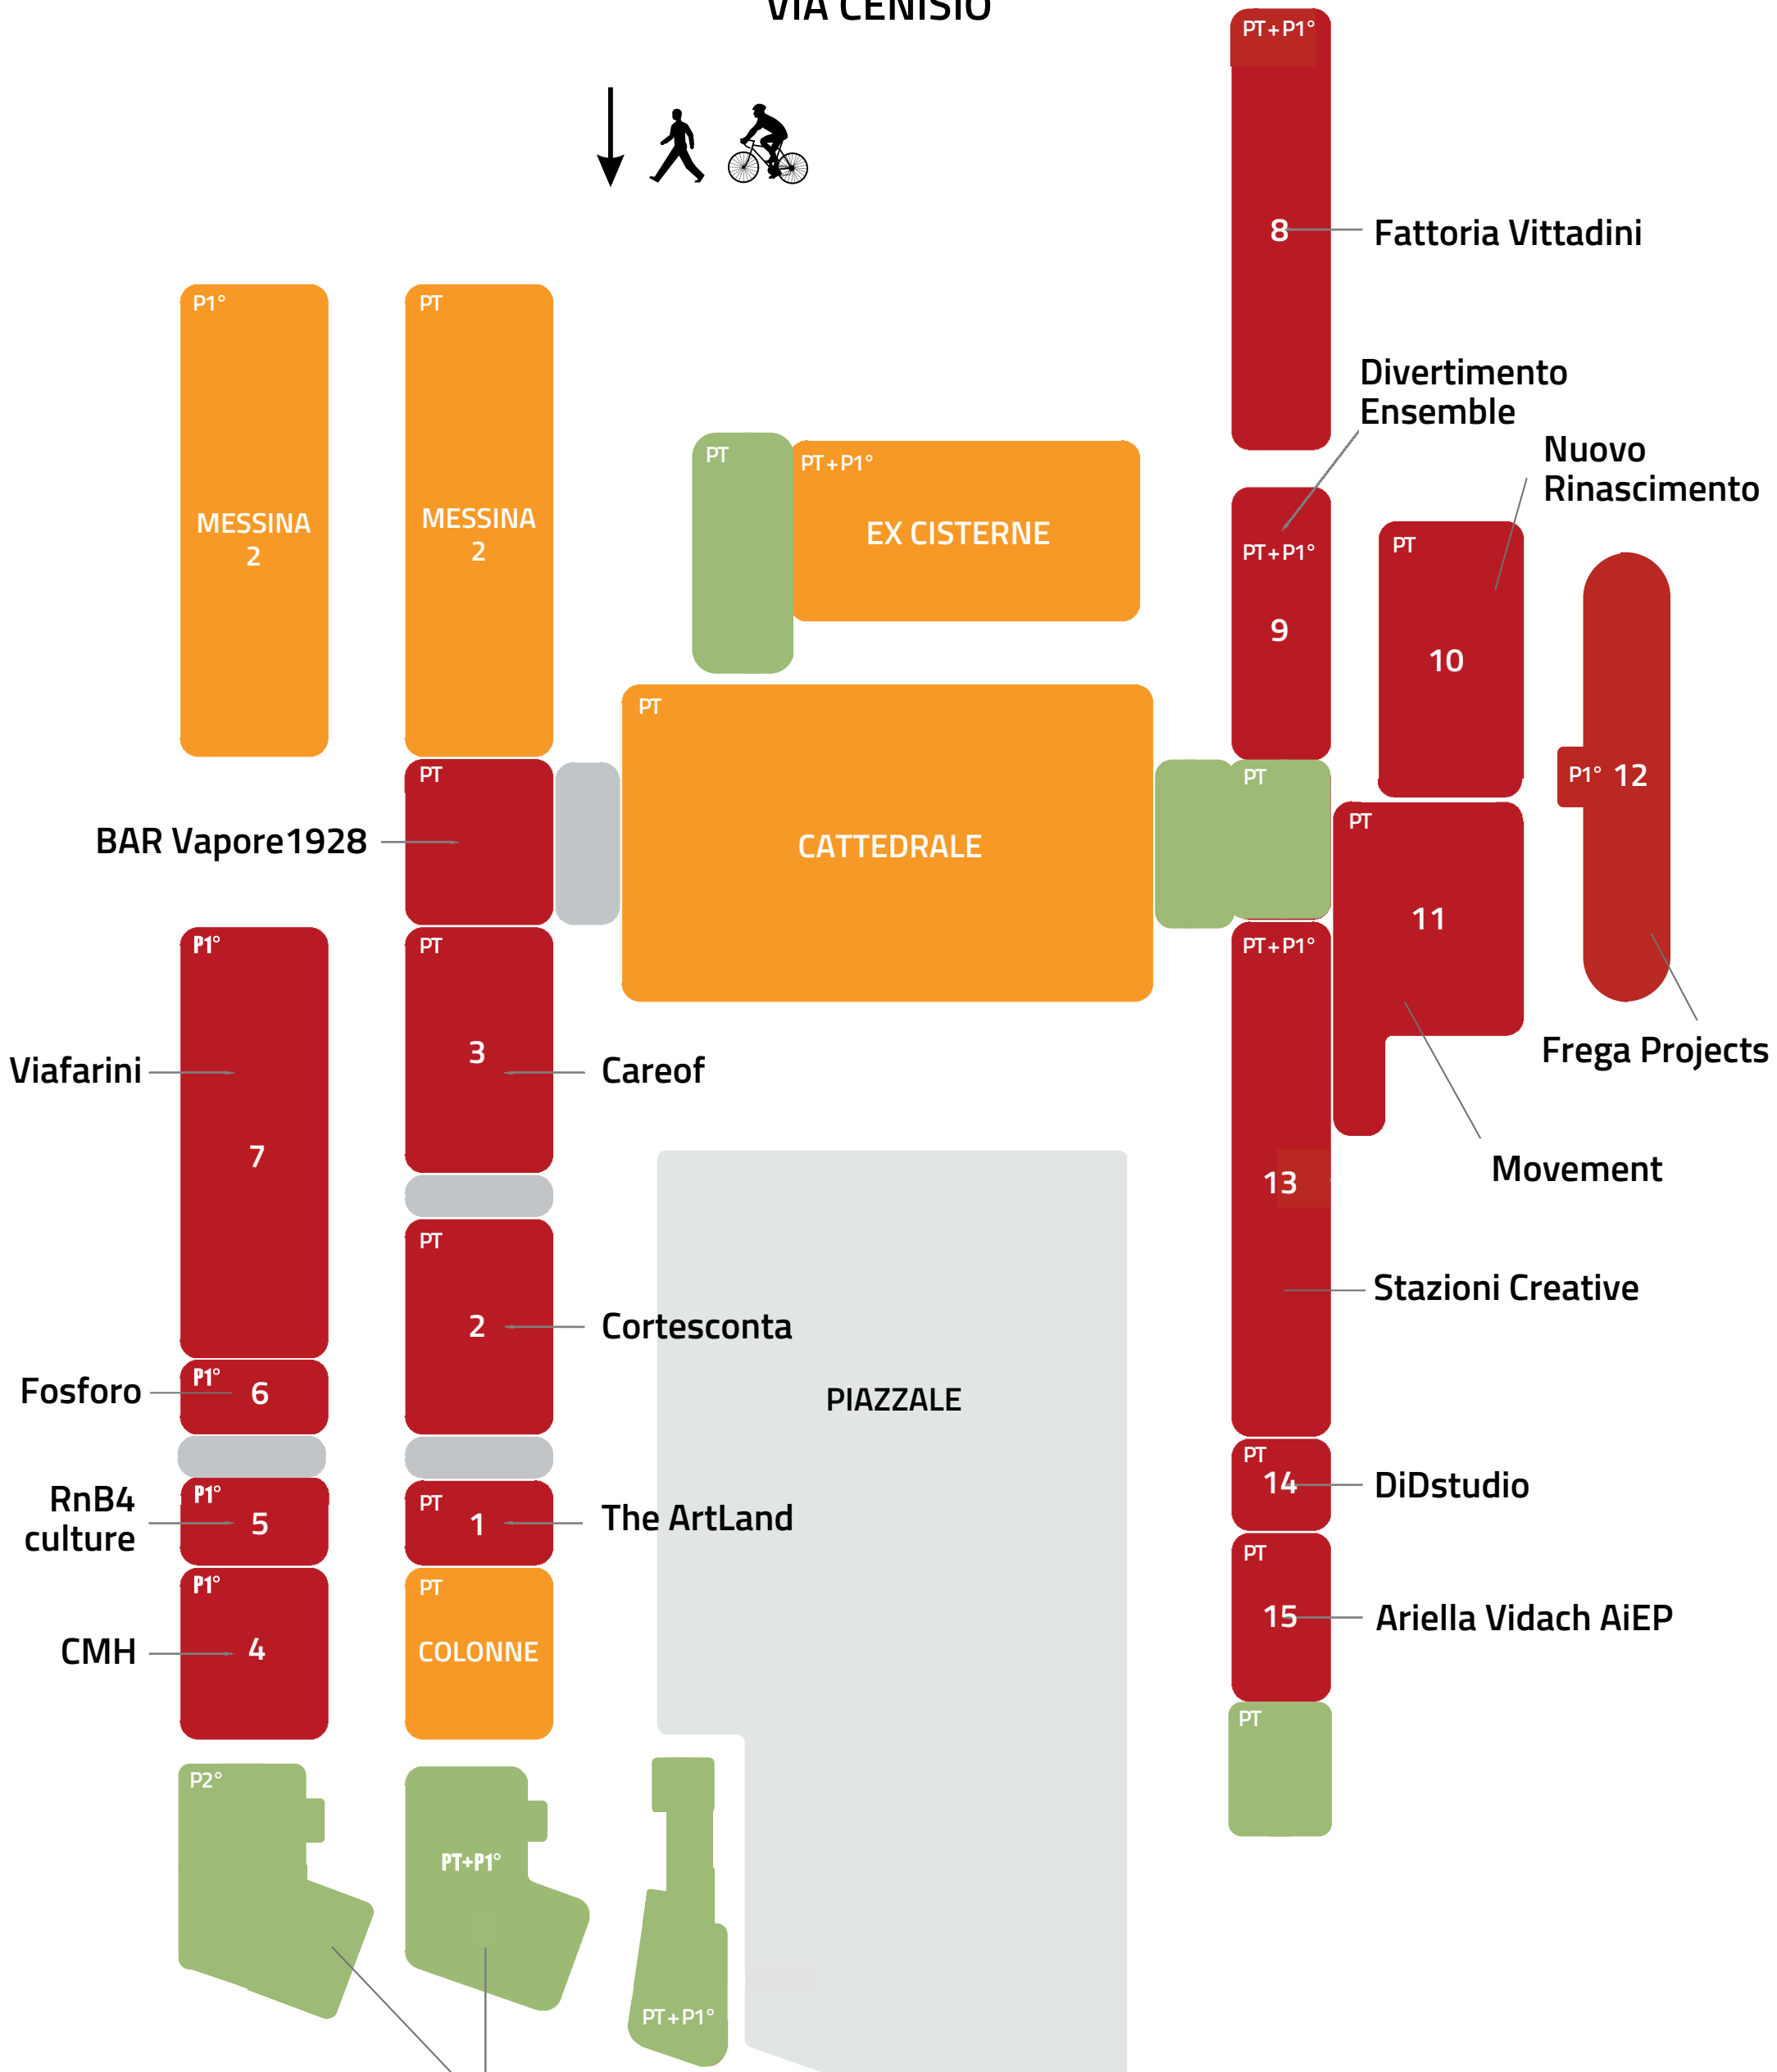 VIA CENISIO
PT+P1°
8
Fattoria Vittadini
P1°
MESSINA
2
PT
MESSINA
2
PT
PT+P1°
EX CISTERNE
Divertimento
Ensemble
PT+P1°
9
Nuovo
Rinascimento
PT
10
P1°
12
Frega Projects
PT
BAR Vapore1928
PT
CATTEDRALE
PT
PT
11
Movement
P1°
Viafarini
7
PT
3
Careof
PT+P1°
13
Stazioni Creative
PT
2
Cortesconta
PIAZZALE
P1°
Fosforo
6
P1°
RnB4
culture
5
PT
1
The ArtLand
PT
14
DiDstudio
P1°
CMH
4
PT
COLONNE
PT
15
Ariella Vidach AiEP
PT
P2°
PT+P1°
PT+P1°